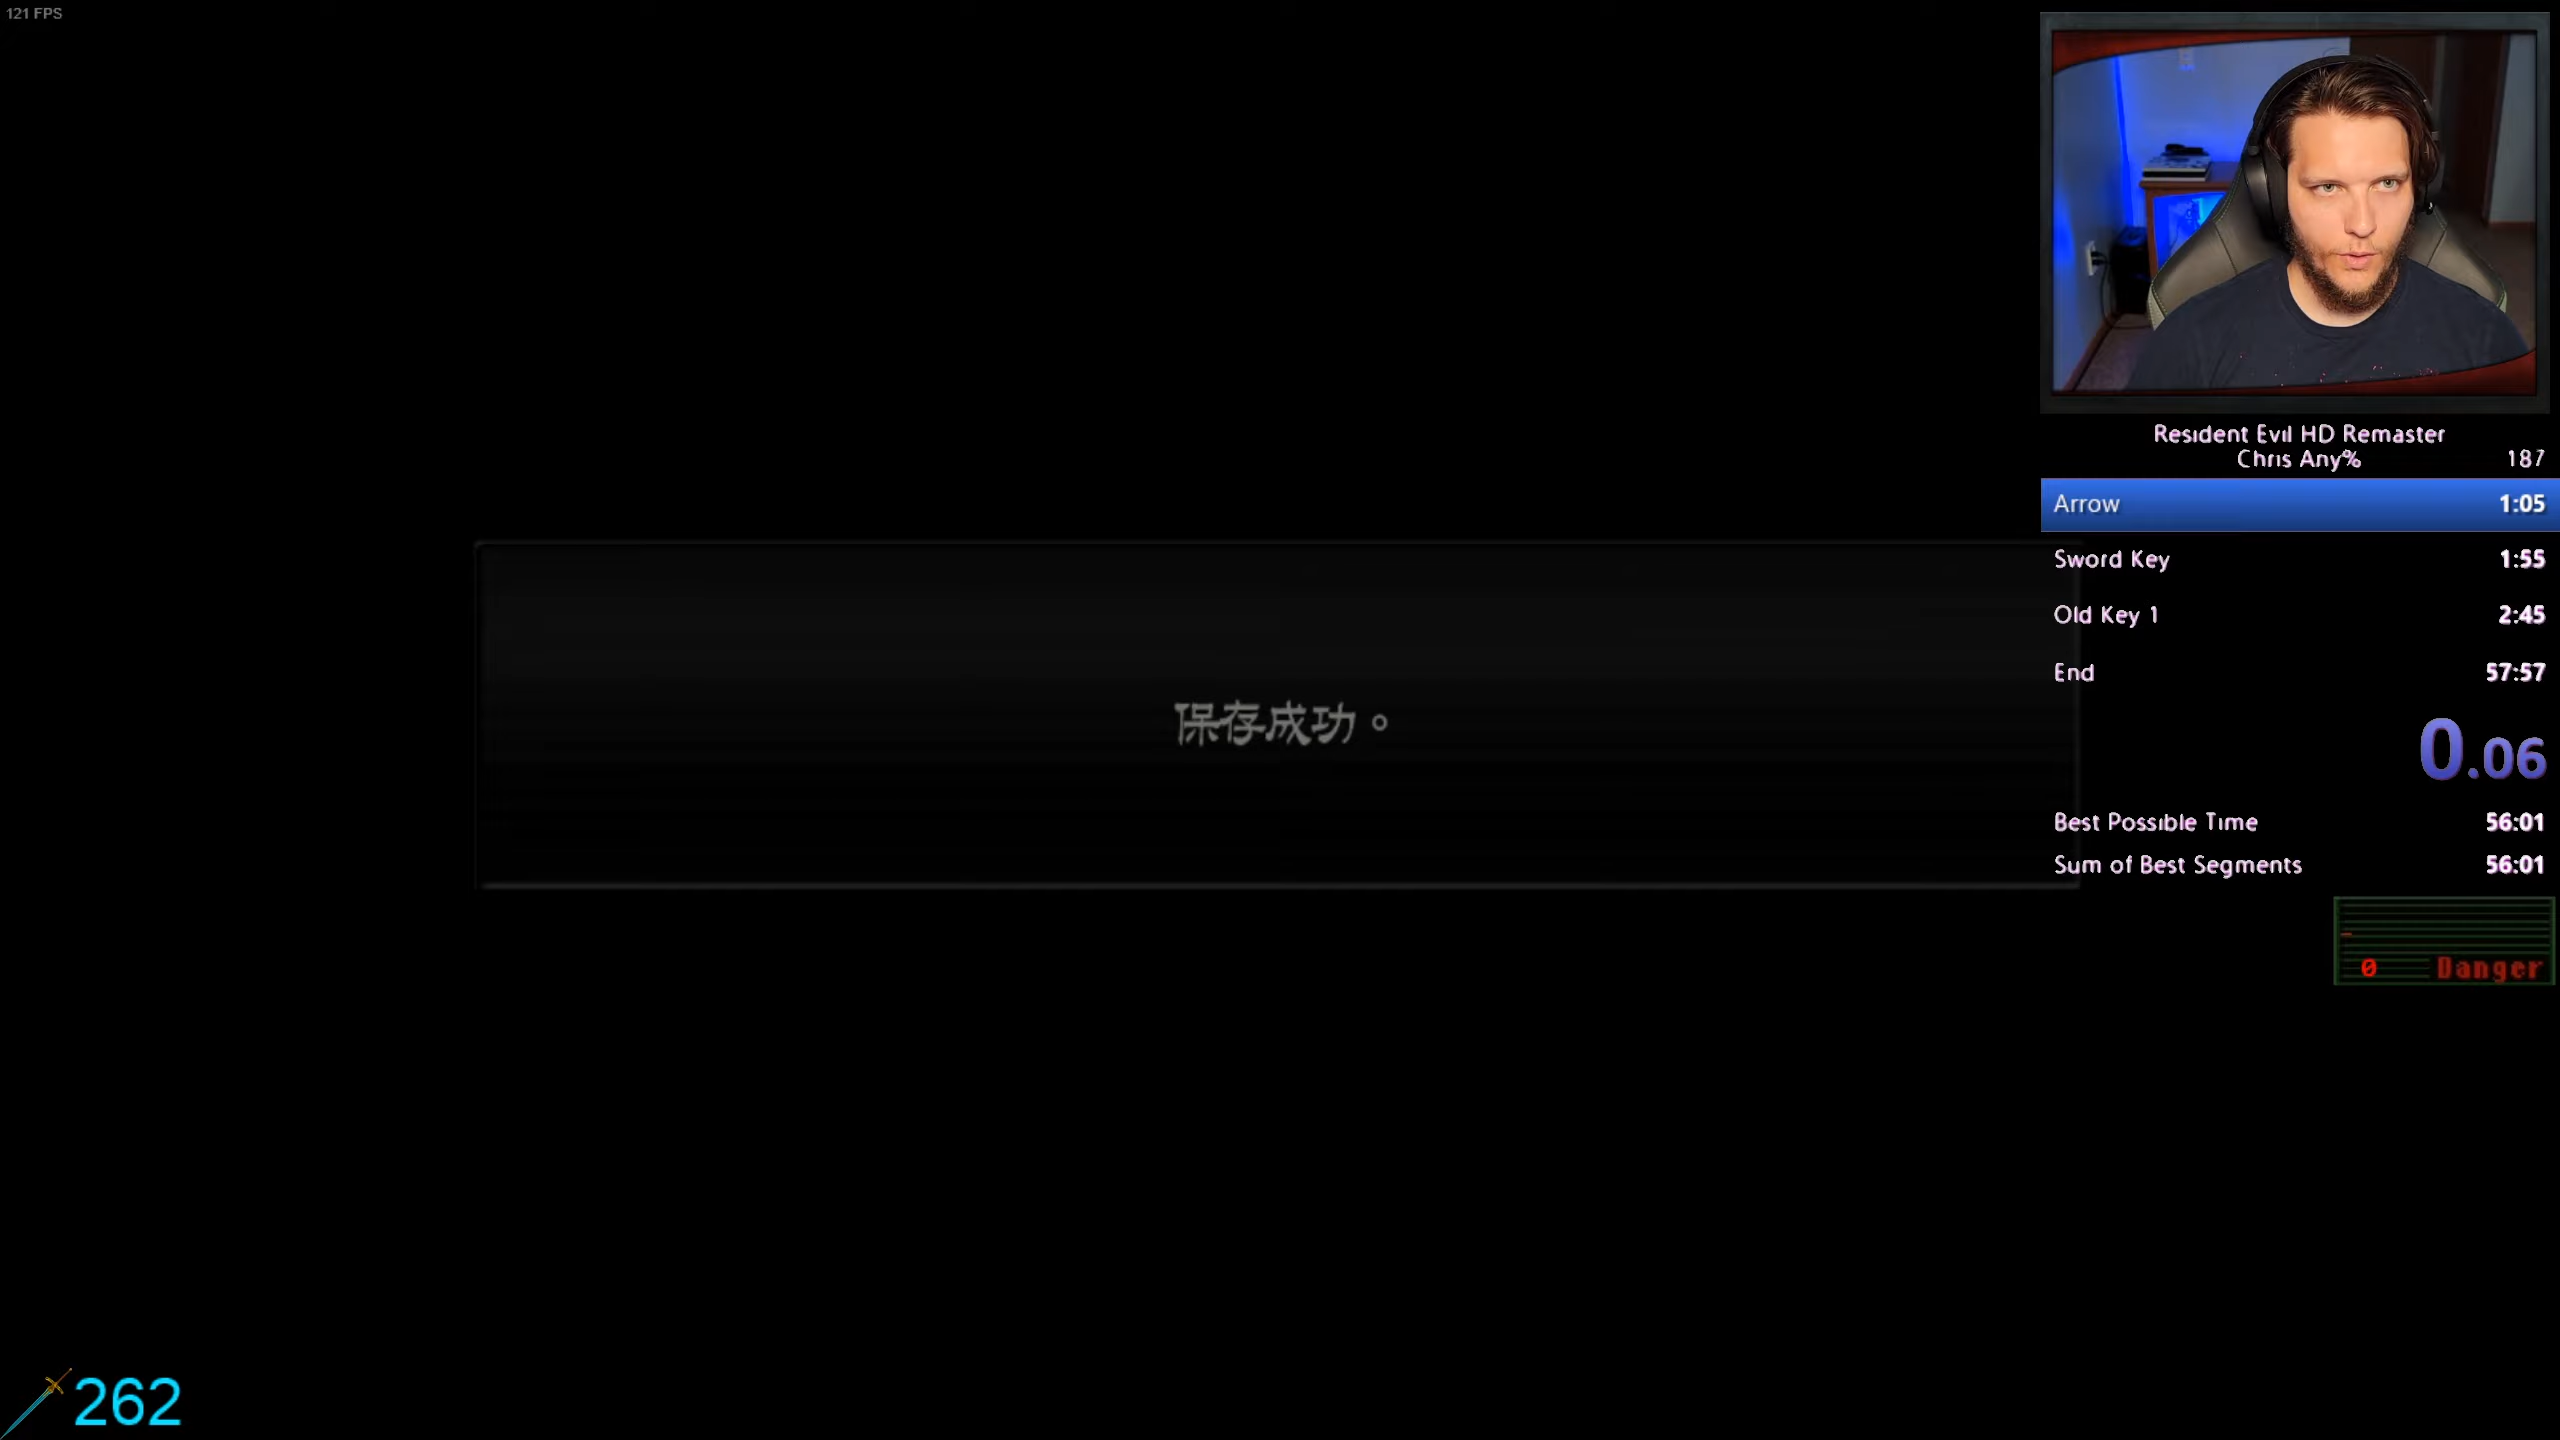 121 FPS
Resident Evil HD Remaster
Chris Any%
187
Arrow 1:05
Sword Key 1:55
Old Key 1 2:45
End 57:57
保存成功。
0.06
Best Possible Time 56:01
Sum of Best Segments 56:01
0 Danger
262